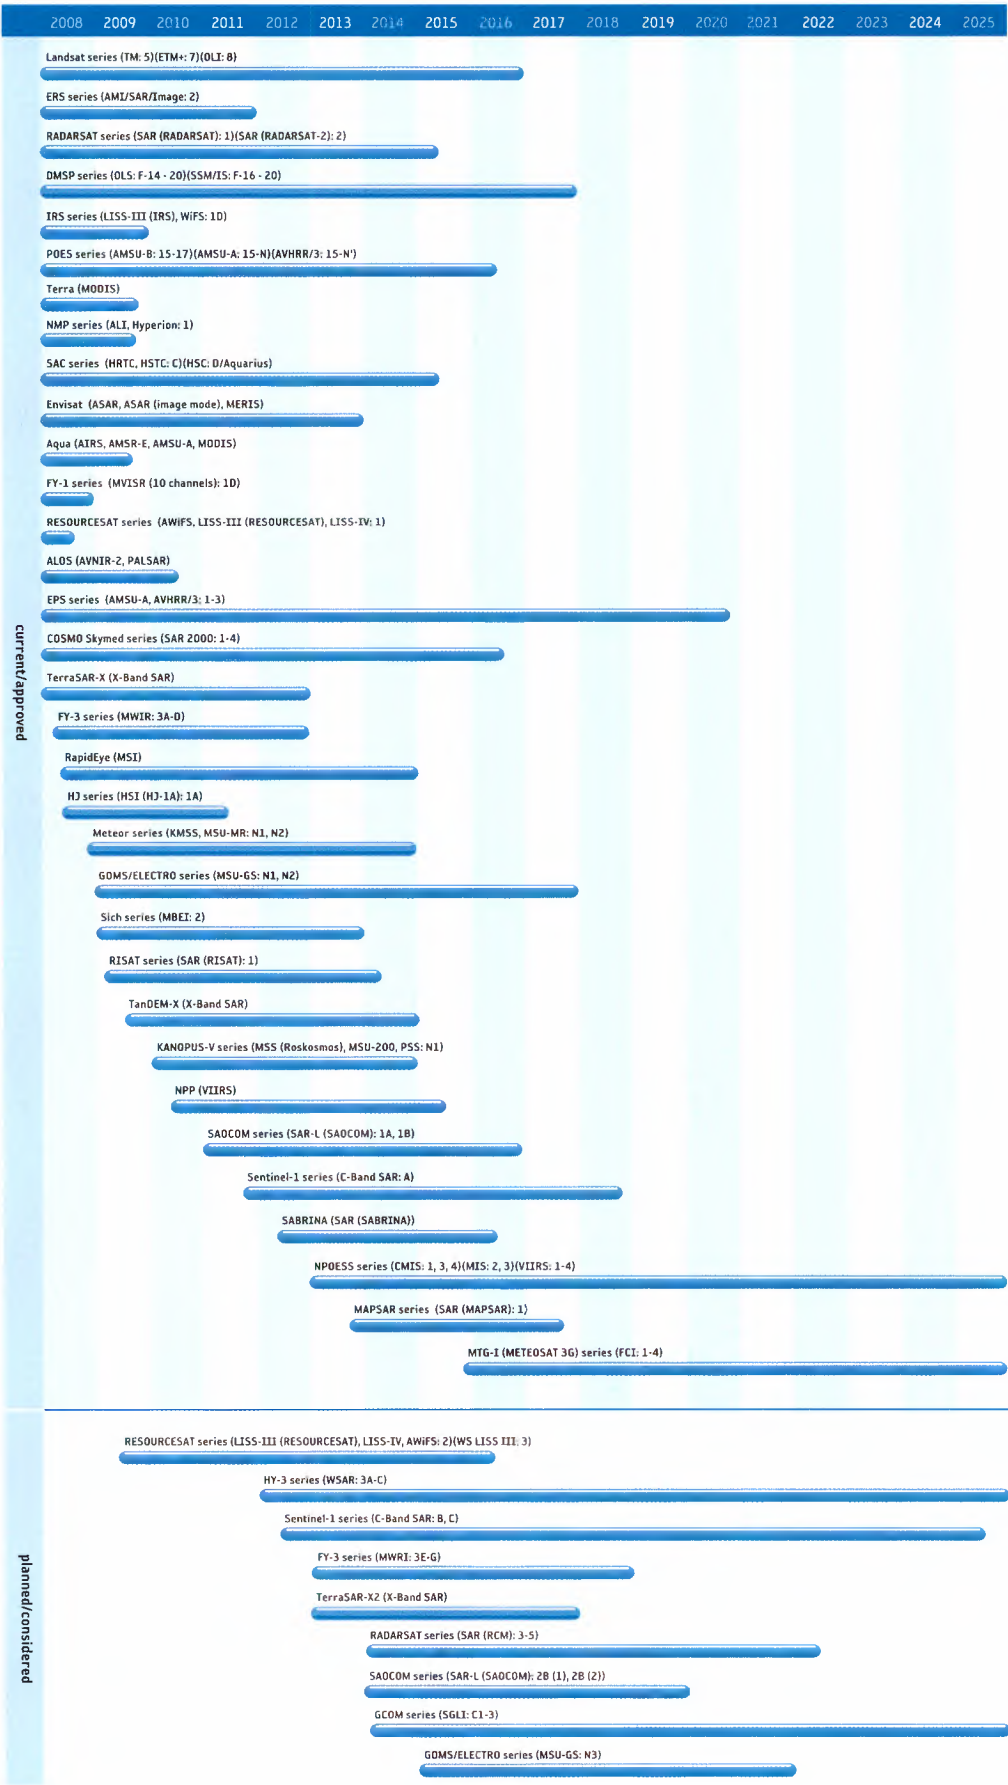 2008 2009 2010 2011 2012 2013 2014 2015 2016 2017 2018 2019 2020 2021 2022 2023 2024 2025
Landsat series (TM: 5)(ETM+: 7)(OLI: 8)
ERS series (AMI/SAR/Image: 2)
RADARSAT series (SAR (RADARSAT): 1)(SAR (RADARSAT-2): 2)
DMSP series (OLS: F-14 - 20)(SSM/IS: F-16 - 20)
IRS series (LISS-III (IRS), WiFS: 1D)
POES series (AMSU-B: 15-17)(AMSU-A: 15-N)(AVHRR/3: 15-N')
Terra (MODIS)
NMP series (ALI, Hyperion: 1)
SAC series (HRTC, HSTC: C)(HSC: D/Aquarius)
Envisat (ASAR, ASAR (image mode), MERIS)
Aqua (AIRS, AMSR-E, AMSU-A, MODIS)
FY-1 series (MVISR (10 channels): 1D)
RESOURCESAT series (AWiFS, LISS-III (RESOURCESAT), LISS-IV: 1)
ALOS (AVNIR-2, PALSAR)
EPS series (AMSU-A, AVHRR/3: 1-3)
COSMO Skymed series (SAR 2000: 1-4)
TerraSAR-X (X-Band SAR)
FY-3 series (MWIR: 3A-D)
RapidEye (MSI)
HJ series (HSI (HJ-1A): 1A)
Meteor series (KMSS, MSU-MR: N1, N2)
GOMS/ELECTRO series (MSU-GS: N1, N2)
Sich series (MBEI: 2)
RISAT series (SAR (RISAT): 1)
TanDEM-X (X-Band SAR)
KANOPUS-V series (MSS (Roskosmos), MSU-200, PSS: N1)
NPP (VIIRS)
SAOCOM series (SAR-L (SAOCOM): 1A, 1B)
Sentinel-1 series (C-Band SAR: A)
SABRINA (SAR (SABRINA))
NPOESS series (CMIS: 1, 3, 4)(MIS: 2, 3)(VIIRS: 1-4)
MAPSAR series (SAR (MAPSAR): 1)
MTG-I (METEOSAT 3G) series (FCI: 1-4)
current/approved
RESOURCESAT series (LISS-III (RESOURCESAT), LISS-IV, AWiFS: 2)(WS LISS III: 3)
HY-3 series (WSAR: 3A-C)
Sentinel-1 series (C-Band SAR: B, C)
FY-3 series (MWRI: 3E-G)
TerraSAR-X2 (X-Band SAR)
RADARSAT series (SAR (RCM): 3-5)
SAOCOM series (SAR-L (SAOCOM): 2B (1), 2B (2))
GCOM series (SGLI: C1-3)
GOMS/ELECTRO series (MSU-GS: N3)
planned/considered